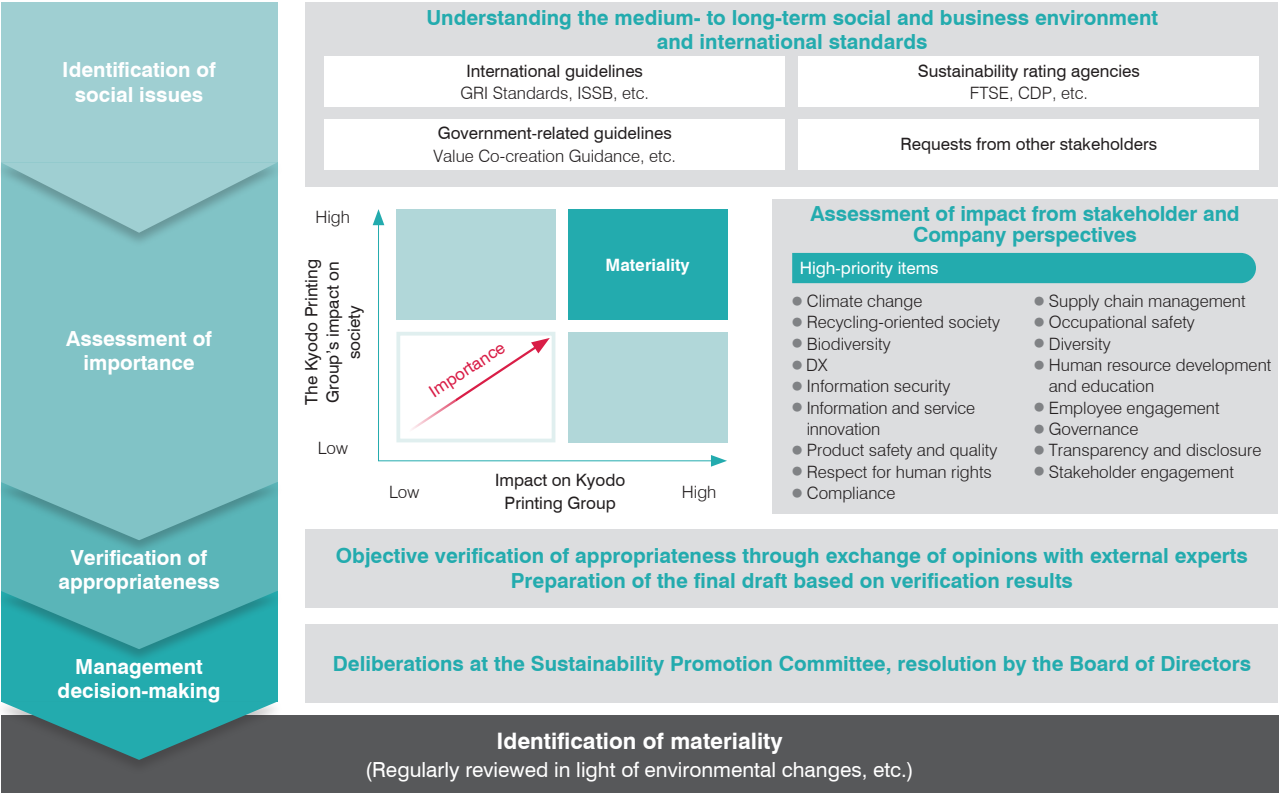 Identification of
social issues
Understanding the medium- to long-term social and business environment
and international standards
International guidelines
GRI Standards, ISSB, etc.
Sustainability rating agencies
FTSE, CDP, etc.
Government-related guidelines
Value Co-creation Guidance, etc.
Requests from other stakeholders
Assessment of
importance
High
The Kyodo Printing
Group's impact on
society
Low
Materiality
Importance
Low
Impact on Kyodo
Printing Group
High
Assessment of impact from stakeholder and
Company perspectives
High-priority items
● Climate change
● Recycling-oriented society
● Biodiversity
● DX
● Information security
● Information and service
innovation
● Product safety and quality
● Respect for human rights
● Compliance
● Supply chain management
● Occupational safety
● Diversity
● Human resource development
and education
● Employee engagement
● Governance
● Transparency and disclosure
● Stakeholder engagement
Verification of
appropriateness
Objective verification of appropriateness through exchange of opinions with external experts
Preparation of the final draft based on verification results
Management
decision-making
Deliberations at the Sustainability Promotion Committee, resolution by the Board of Directors
Identification of materiality
(Regularly reviewed in light of environmental changes, etc.)